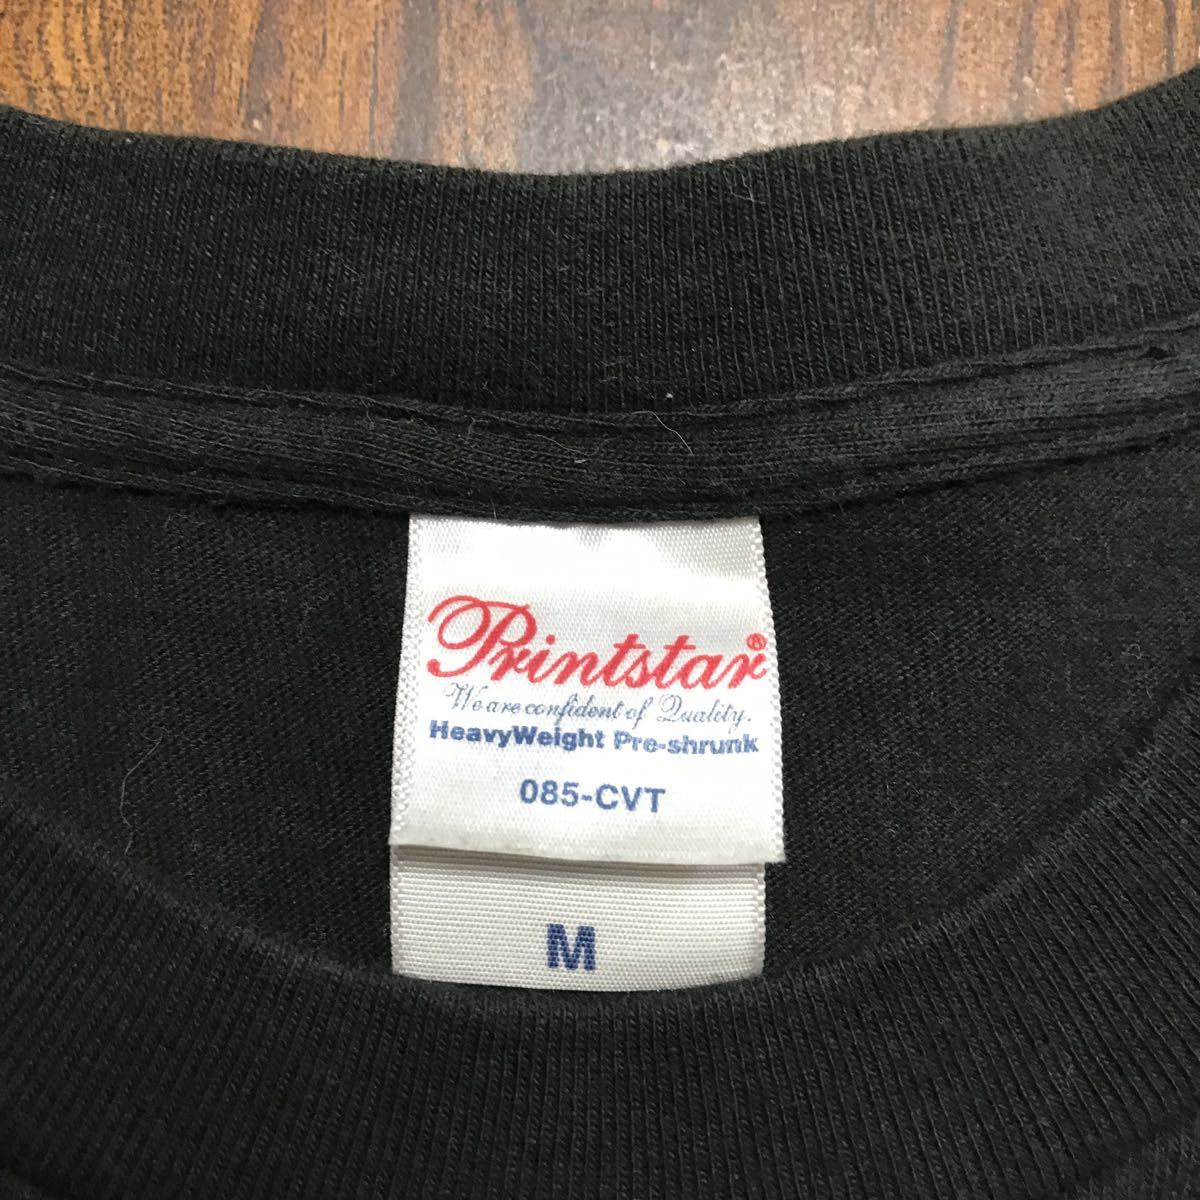 Printstar®
We are confident of Quality.
HeavyWeight Pre-shrunk
085-CVT
M